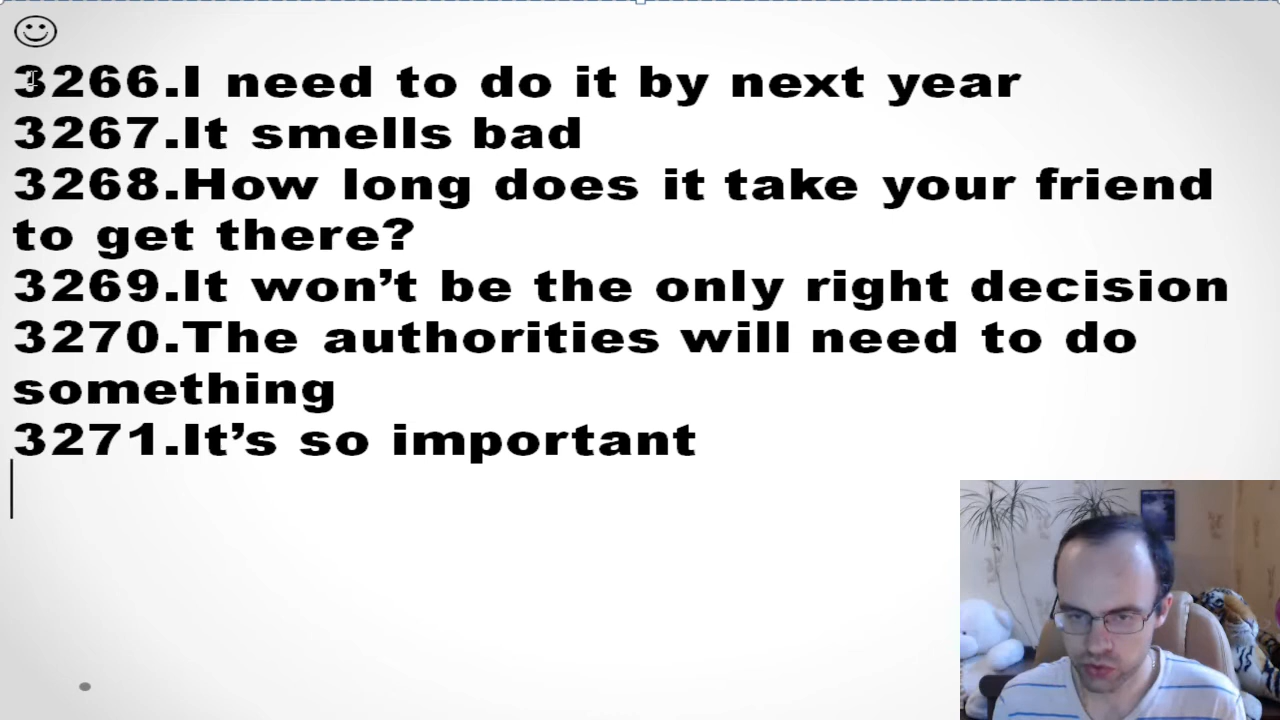 3266.I need to do it by next year
3267.It smells bad
3268.How long does it take your friend
to get there?
3269.It won’t be the only right decision
3270.The authorities will need to do
something
3271.It’s so important